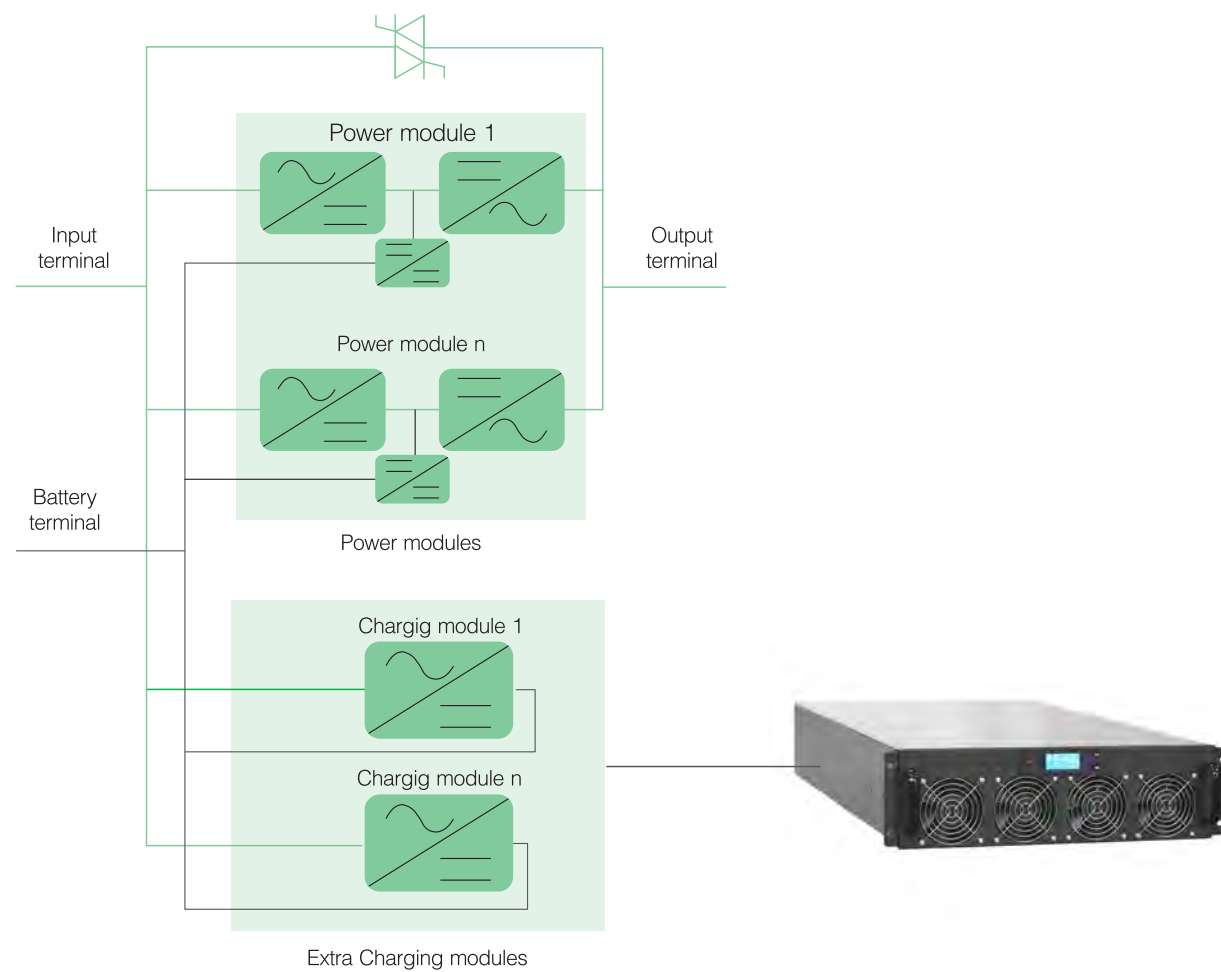 Power module 1
Input
terminal
Output
terminal
Power module n
Battery
terminal
Power modules
Chargig module 1
Chargig module n
Extra Charging modules